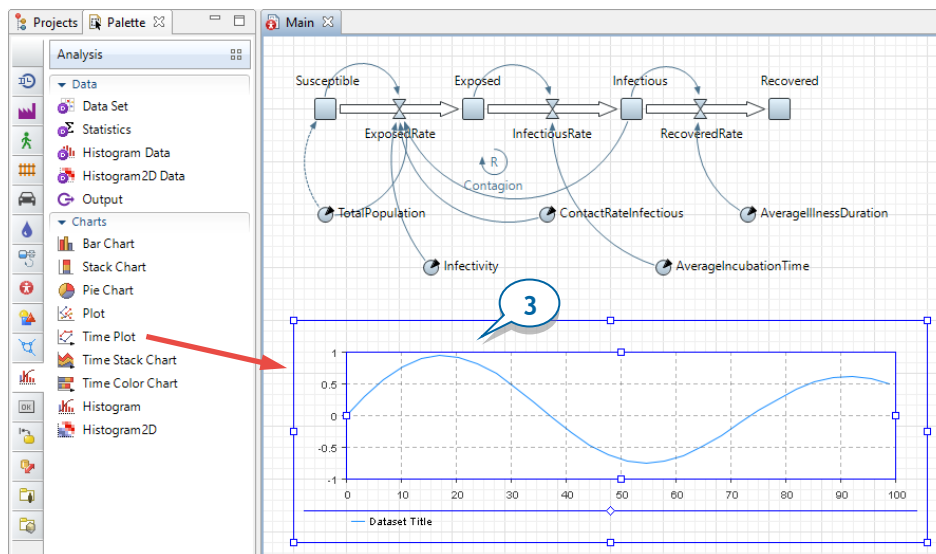 Projects
Palette
Main
Analysis
Data
Data Set
Statistics
Histogram Data
Histogram2D Data
Output
Charts
Bar Chart
Stack Chart
Pie Chart
Plot
Time Plot
Time Stack Chart
Time Color Chart
Histogram
Histogram2D
OK
Susceptible
Exposed
Infectious
Recovered
ExposedRate
InfectiousRate
RecoveredRate
R
Contagion
TotalPopulation
ContactRateInfectious
AverageIllnessDuration
Infectivity
AverageIncubationTime
3
1
0.5
0
-0.5
-1
0 10 20 30 40 50 60 70 80 90 100
Dataset Title